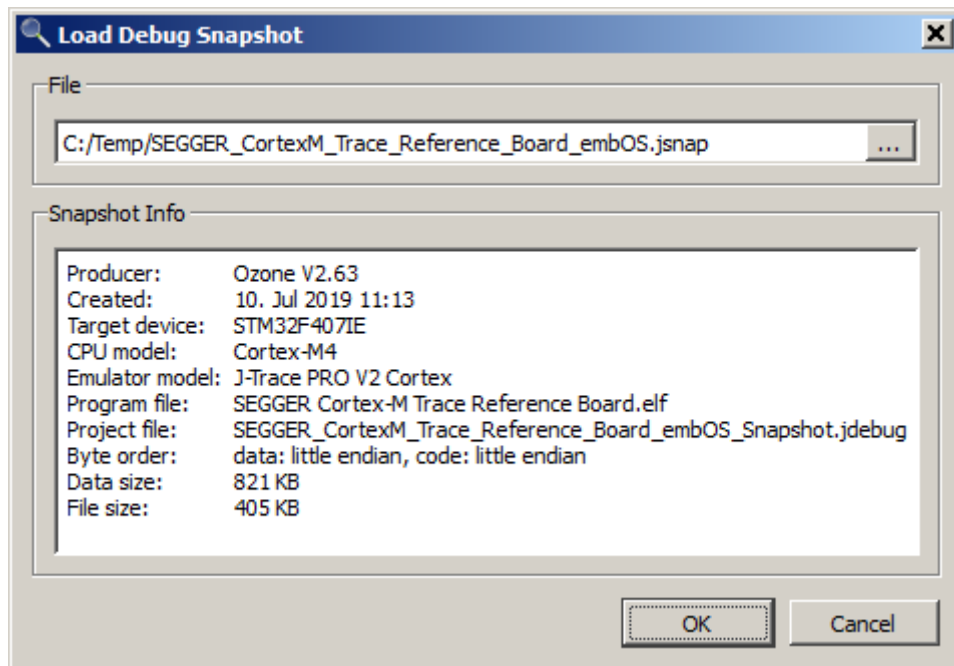 Load Debug Snapshot
File
C:/Temp/SEGGER_CortexM_Trace_Reference_Board_embOS.jsnap
...
Snapshot Info
Producer: Ozone V2.63
Created: 10. Jul 2019 11:13
Target device: STM32F407IE
CPU model: Cortex-M4
Emulator model: J-Trace PRO V2 Cortex
Program file: SEGGER Cortex-M Trace Reference Board.elf
Project file: SEGGER_CortexM_Trace_Reference_Board_embOS_Snapshot.jdebug
Byte order: data: little endian, code: little endian
Data size: 821 KB
File size: 405 KB
OK Cancel